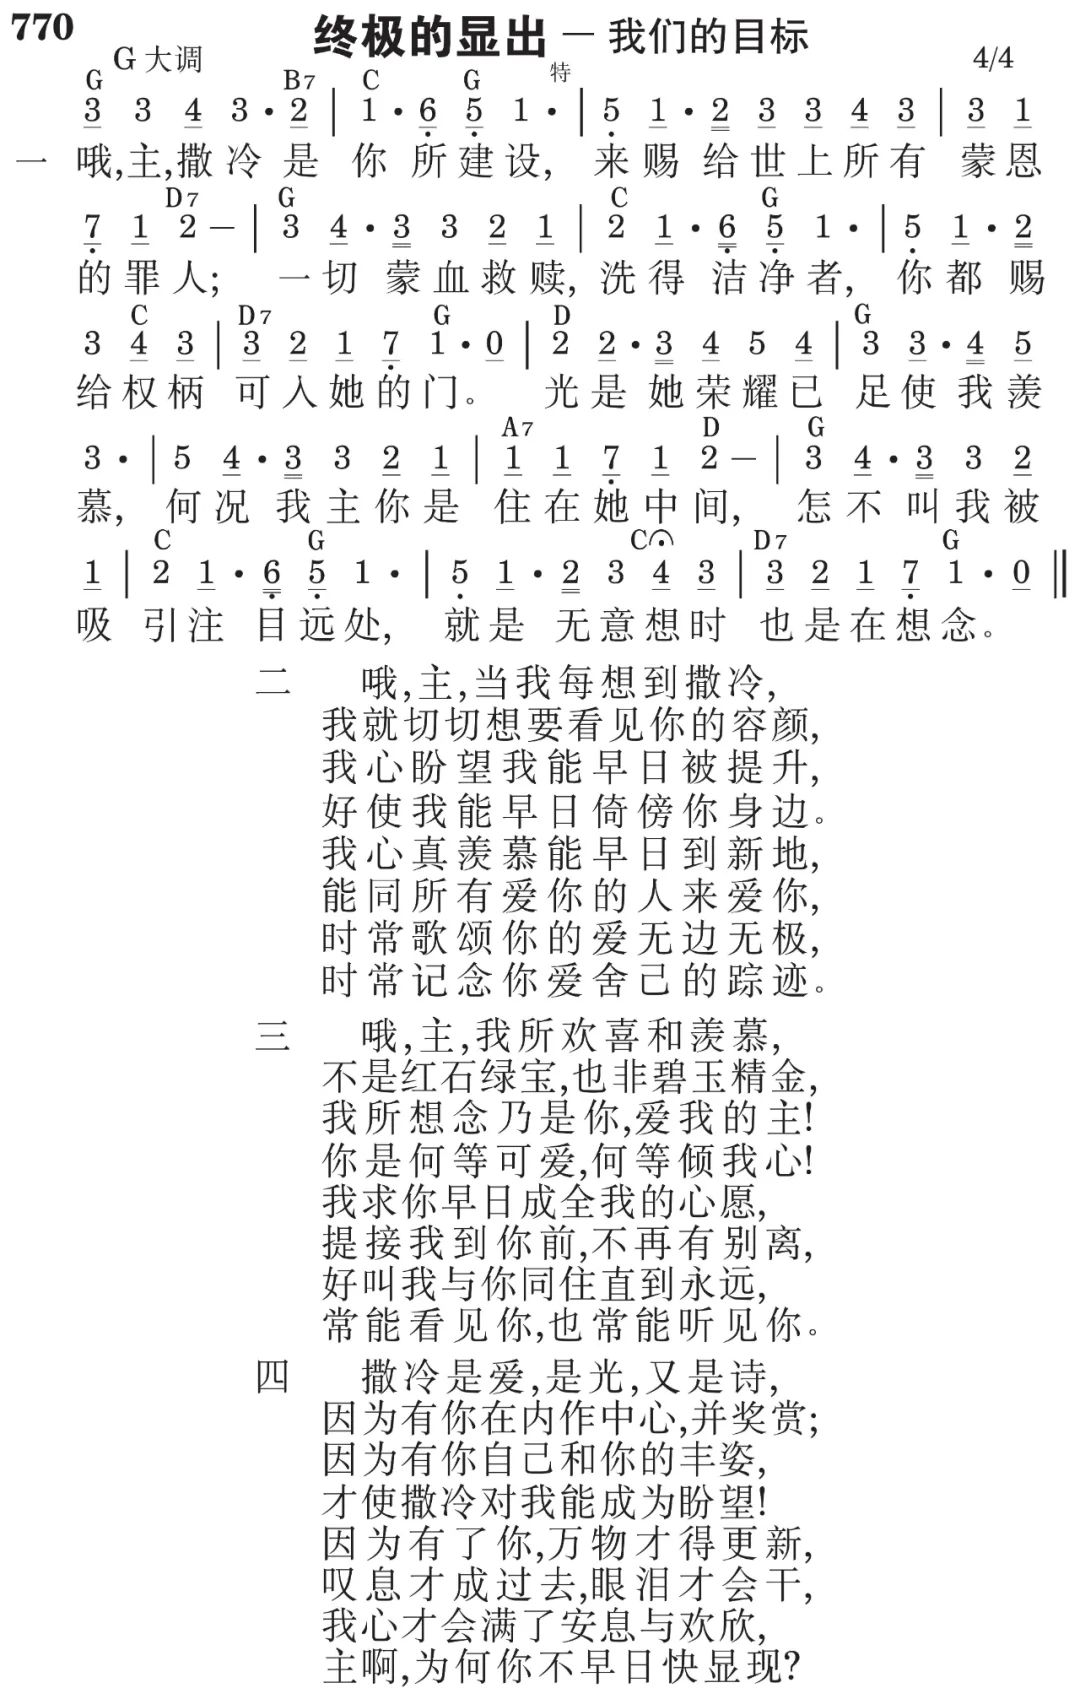 770
终极的显出 — 我们的目标
G 大调 特 4/4
G B7 C G
3 3 4 3 · 2 | 1 · 6 5 1 · | 5 1 · 2 3 3 4 3 | 3 1
一 哦,主,撒冷 是 你 所建设, 来赐 给世上所有 蒙恩
D7 G C G
7 1 2 – | 3 4 · 3 3 2 1 | 2 1 · 6 5 1 · | 5 1 · 2
的罪人; 一切 蒙血救赎, 洗得 洁净者, 你都 赐
C D7 G D G
3 4 3 | 3 2 1 7 1 · 0 | 2 2 · 3 4 5 4 | 3 3 · 4 5
给权柄 可入她的门。 光是 她荣耀已 足使 我羡
A7 D G
3 · | 5 4 · 3 3 2 1 | 1 1 7 1 2 – | 3 4 · 3 3 2
慕, 何况 我主你是 住在她中间, 怎不 叫我被
C G C D7 G
1 | 2 1 · 6 5 1 · | 5 1 · 2 3 4 3 | 3 2 1 7 1 · 0 ‖
吸 引注 目远处, 就是 无意想时 也是在想念。
二 哦,主,当我每想到撒冷,
我就切切想要看见你的容颜,
我心盼望我能早日被提升,
好使我能早日倚傍你身边。
我心真羡慕能早日到新地,
能同所有爱你的人来爱你,
时常歌颂你的爱无边无极,
时常记念你爱舍己的踪迹。
三 哦,主,我所欢喜和羡慕,
不是红石绿宝,也非碧玉精金,
我所想念乃是你,爱我的主!
你是何等可爱,何等倾我心!
我求你早日成全我的心愿,
提接我到你前,不再有别离,
好叫我与你同住直到永远,
常能看见你,也常能听见你。
四 撒冷是爱,是光,又是诗,
因为有你在内作中心,并奖赏;
因为有你自己和你的丰姿,
才使撒冷对我能成为盼望!
因为有了你,万物才得更新,
叹息才成过去,眼泪才会干,
我心才会满了安息与欢欣,
主啊,为何你不早日快显现?